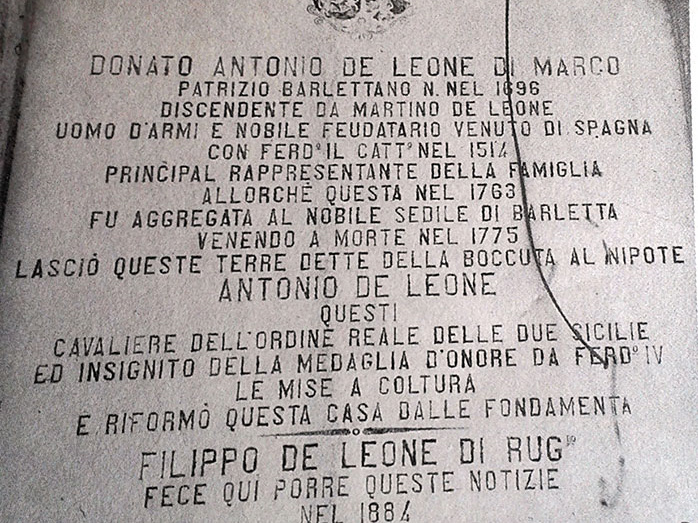 DONATO ANTONIO DE LEONE DI MARCO
PATRIZIO BARLETTANO N. NEL 1696
DISCENDENTE DA MARTINO DE LEONE
UOMO D'ARMI E NOBILE FEUDATARIO VENUTO DI SPAGNA
CON FERD.º IL CATT.º NEL 1514
PRINCIPAL RAPPRESENTANTE DELLA FAMIGLIA
ALLORCHÈ QUESTA NEL 1763
FU AGGREGATA AL NOBILE SEDILE DI BARLETTA
VENENDO A MORTE NEL 1775
LASCIÒ QUESTE TERRE DETTE DELLA BOCCUTA AL NIPOTE
ANTONIO DE LEONE
QUESTI
CAVALIERE DELL'ORDINE REALE DELLE DUE SICILIE
ED INSIGNITO DELLA MEDAGLIA D'ONORE DA FERD.º IV
LE MISE A COLTURA
E RIFORMÒ QUESTA CASA DALLE FONDAMENTA
FILIPPO DE LEONE DI RUG.ro
FECE QUI PORRE QUESTE NOTIZIE
NEL 1884